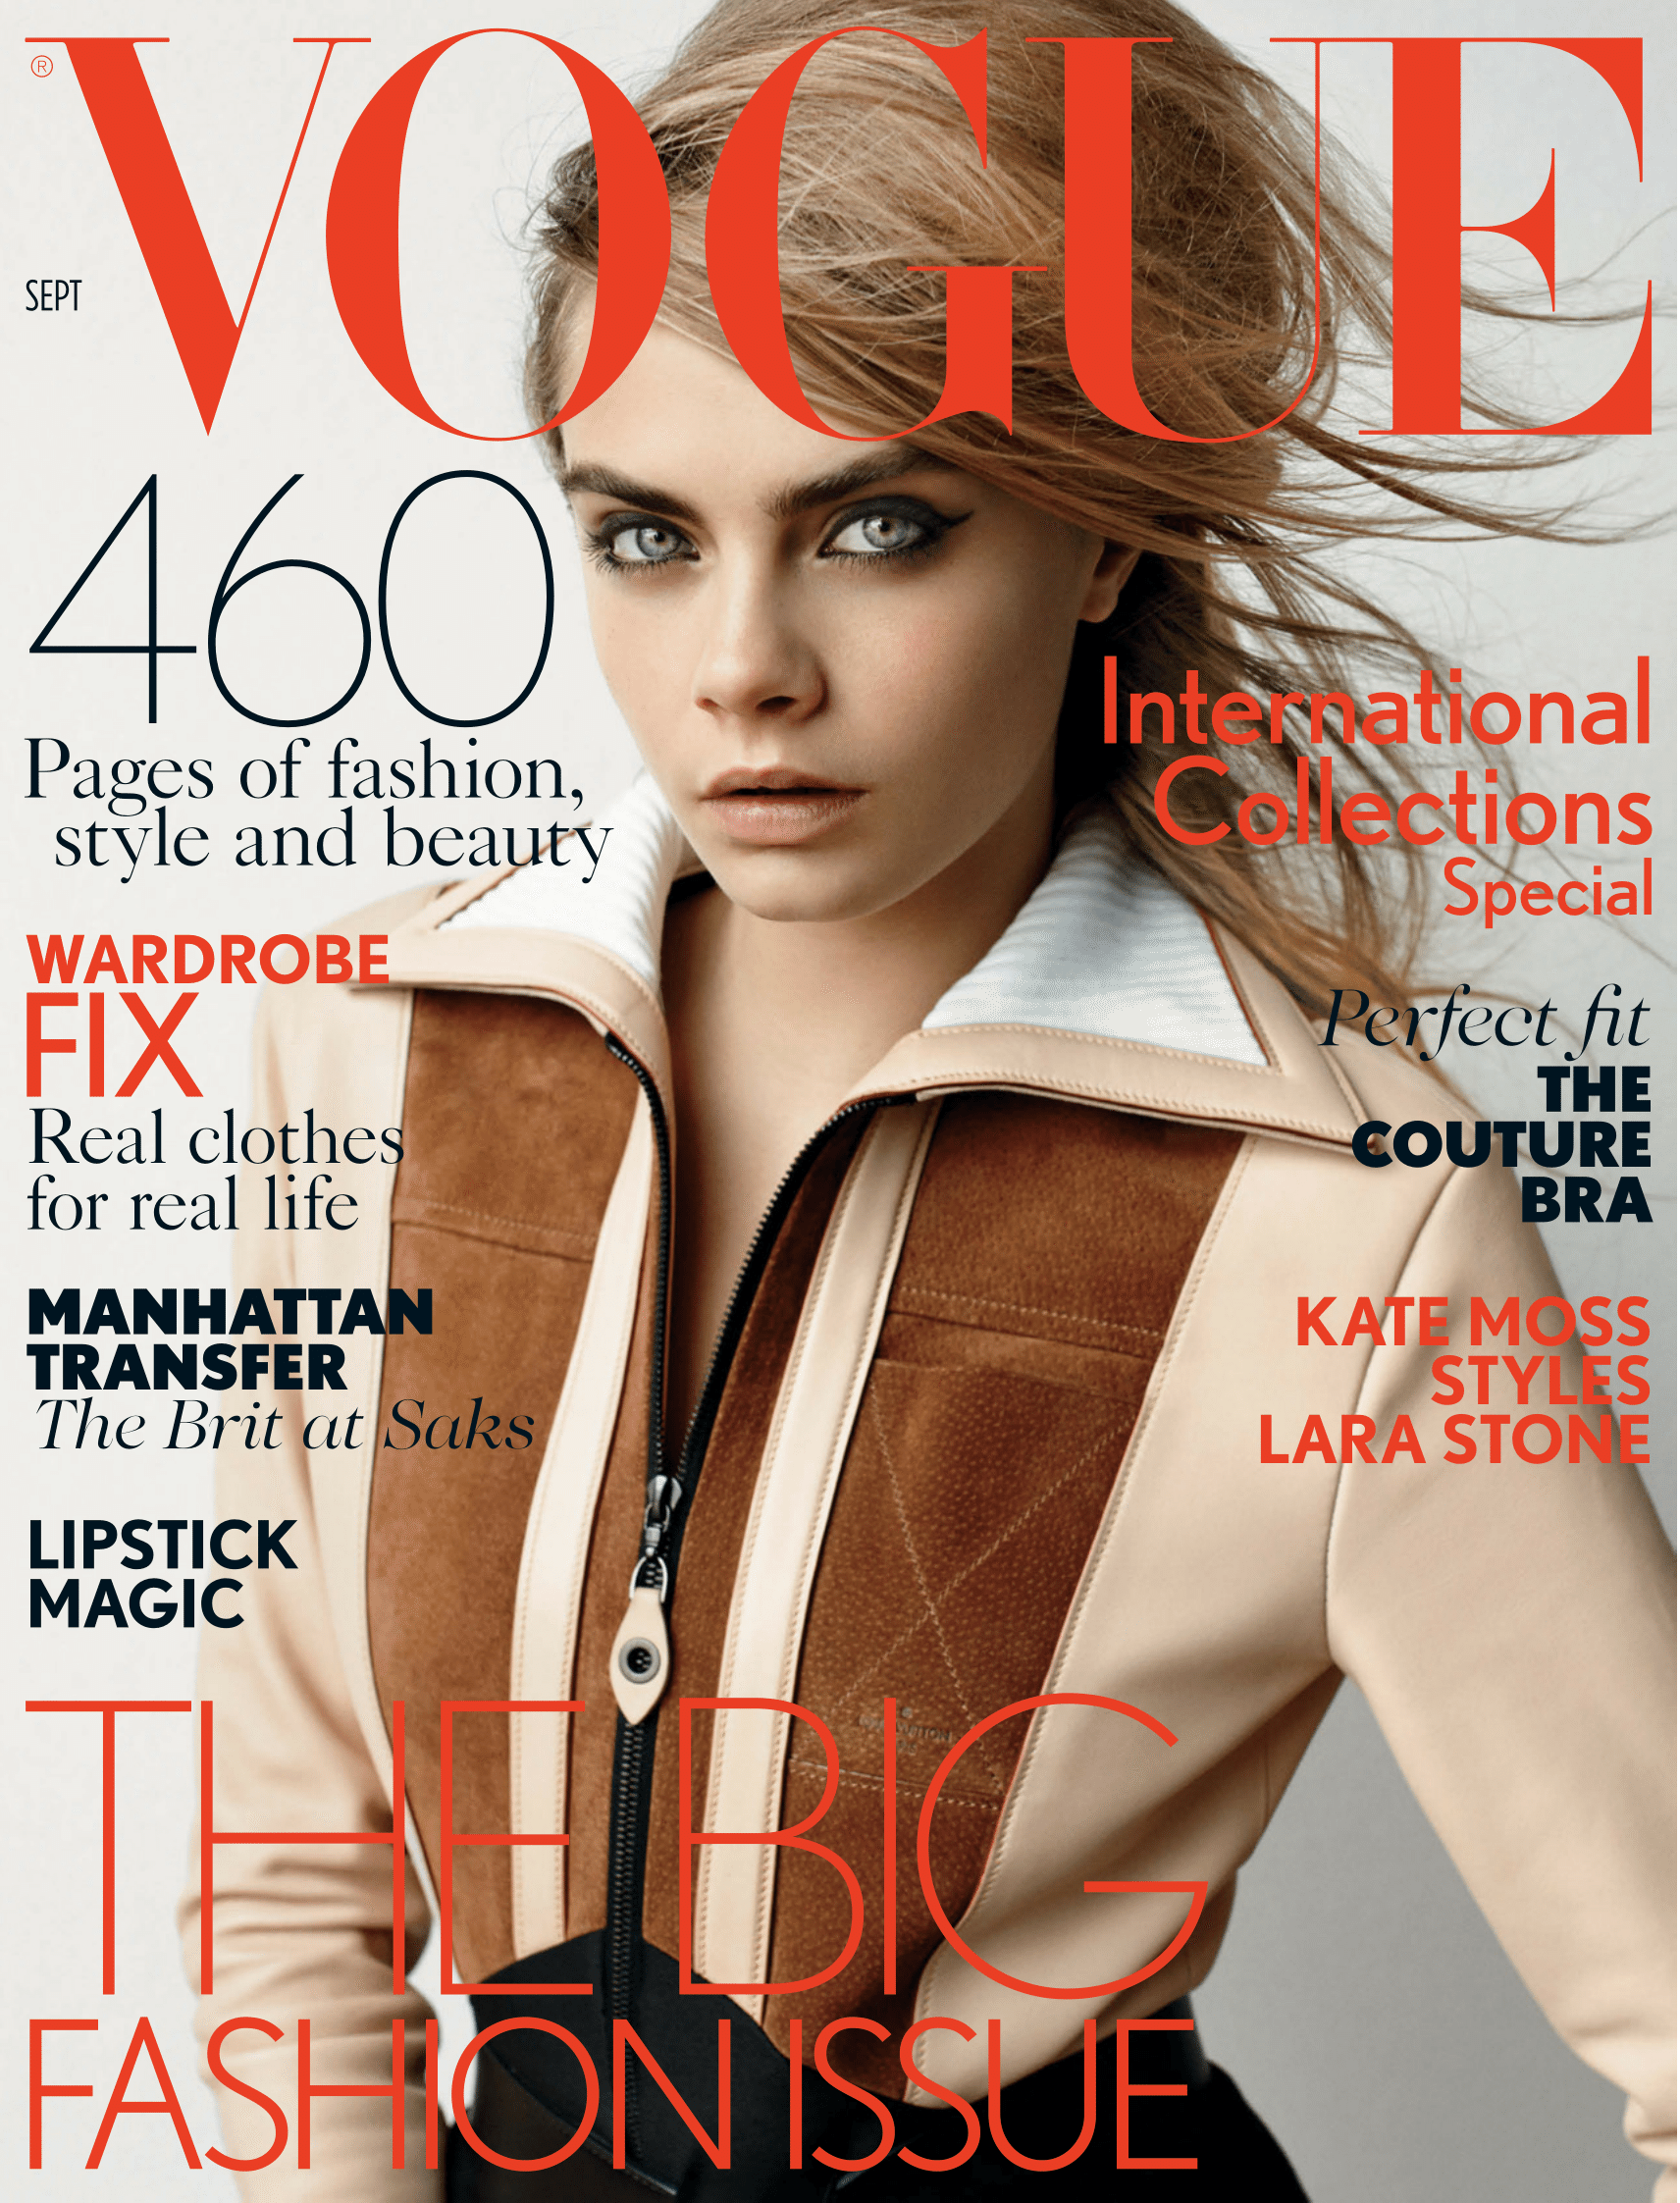 VOGUE
®
SEPT
460
Pages of fashion,
style and beauty
WARDROBE
FIX
Real clothes
for real life
MANHATTAN
TRANSFER
The Brit at Saks
LIPSTICK
MAGIC
International
Collections
Special
Perfect fit
THE
COUTURE
BRA
KATE MOSS
STYLES
LARA STONE
THE BIG
FASHION ISSUE